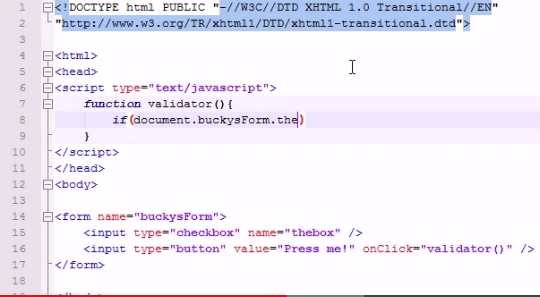 1 <!DOCTYPE html PUBLIC "-//W3C//DTD XHTML 1.0 Transitional//EN"
2 "http://www.w3.org/TR/xhtml1/DTD/xhtml1-transitional.dtd">
3
4 <html>
5 <head>
6 <script type="text/javascript">
7 function validator(){
8 if(document.buckysForm.the)
9 }
10 </script>
11 </head>
12 <body>
13
14 <form name="buckysForm">
15 <input type="checkbox" name="thebox" />
16 <input type="button" value="Press me!" onClick="validator()" />
17 </form>